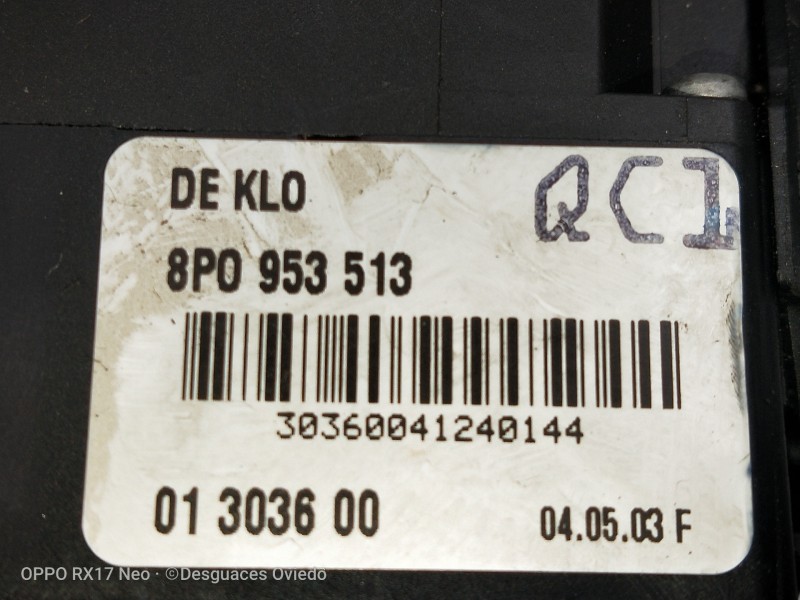 DE KLO
QC1
8P0 953 513
30360041240144
01 3036 00
04.05.03 F
OPPO RX17 Neo · ©Desguaces Oviedo